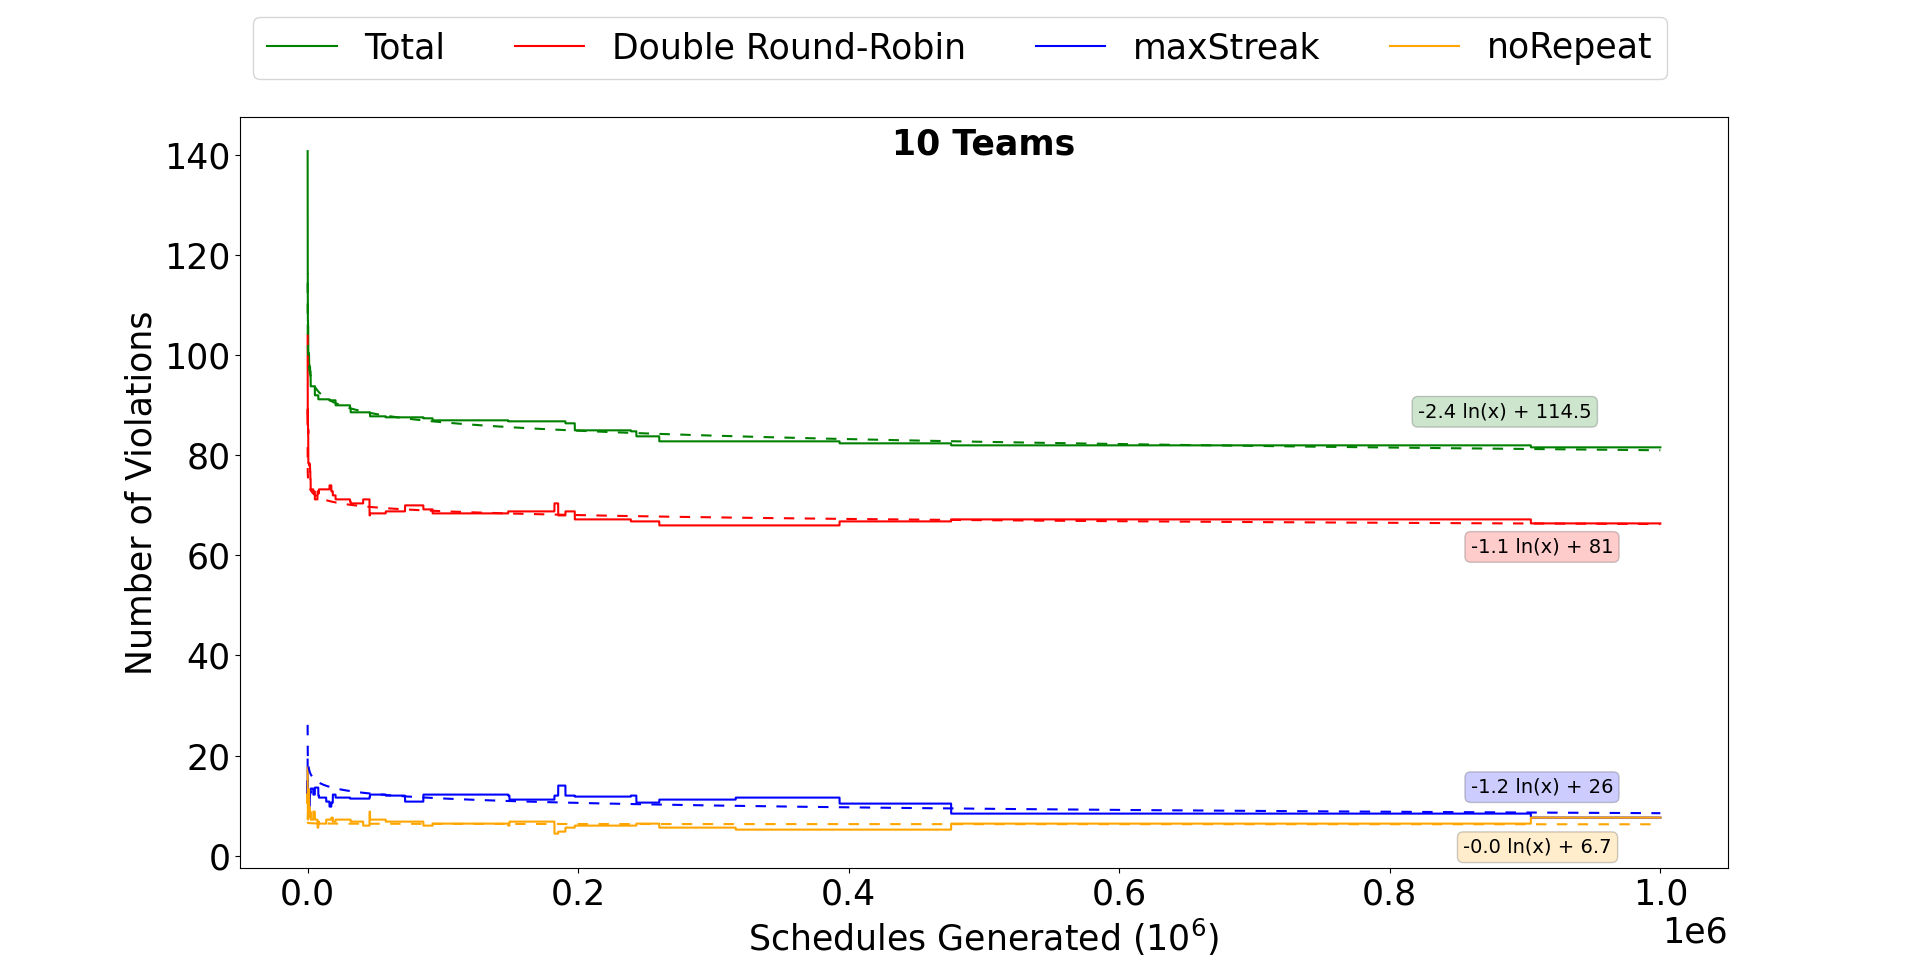 Total Double Round-Robin maxStreak noRepeat
10 Teams
140
120
100
80
60
40
20
0
Number of Violations
-2.4 ln(x) + 114.5
-1.1 ln(x) + 81
-1.2 ln(x) + 26
-0.0 ln(x) + 6.7
0.0 0.2 0.4 0.6 0.8 1.0
1e6
Schedules Generated (10⁶)